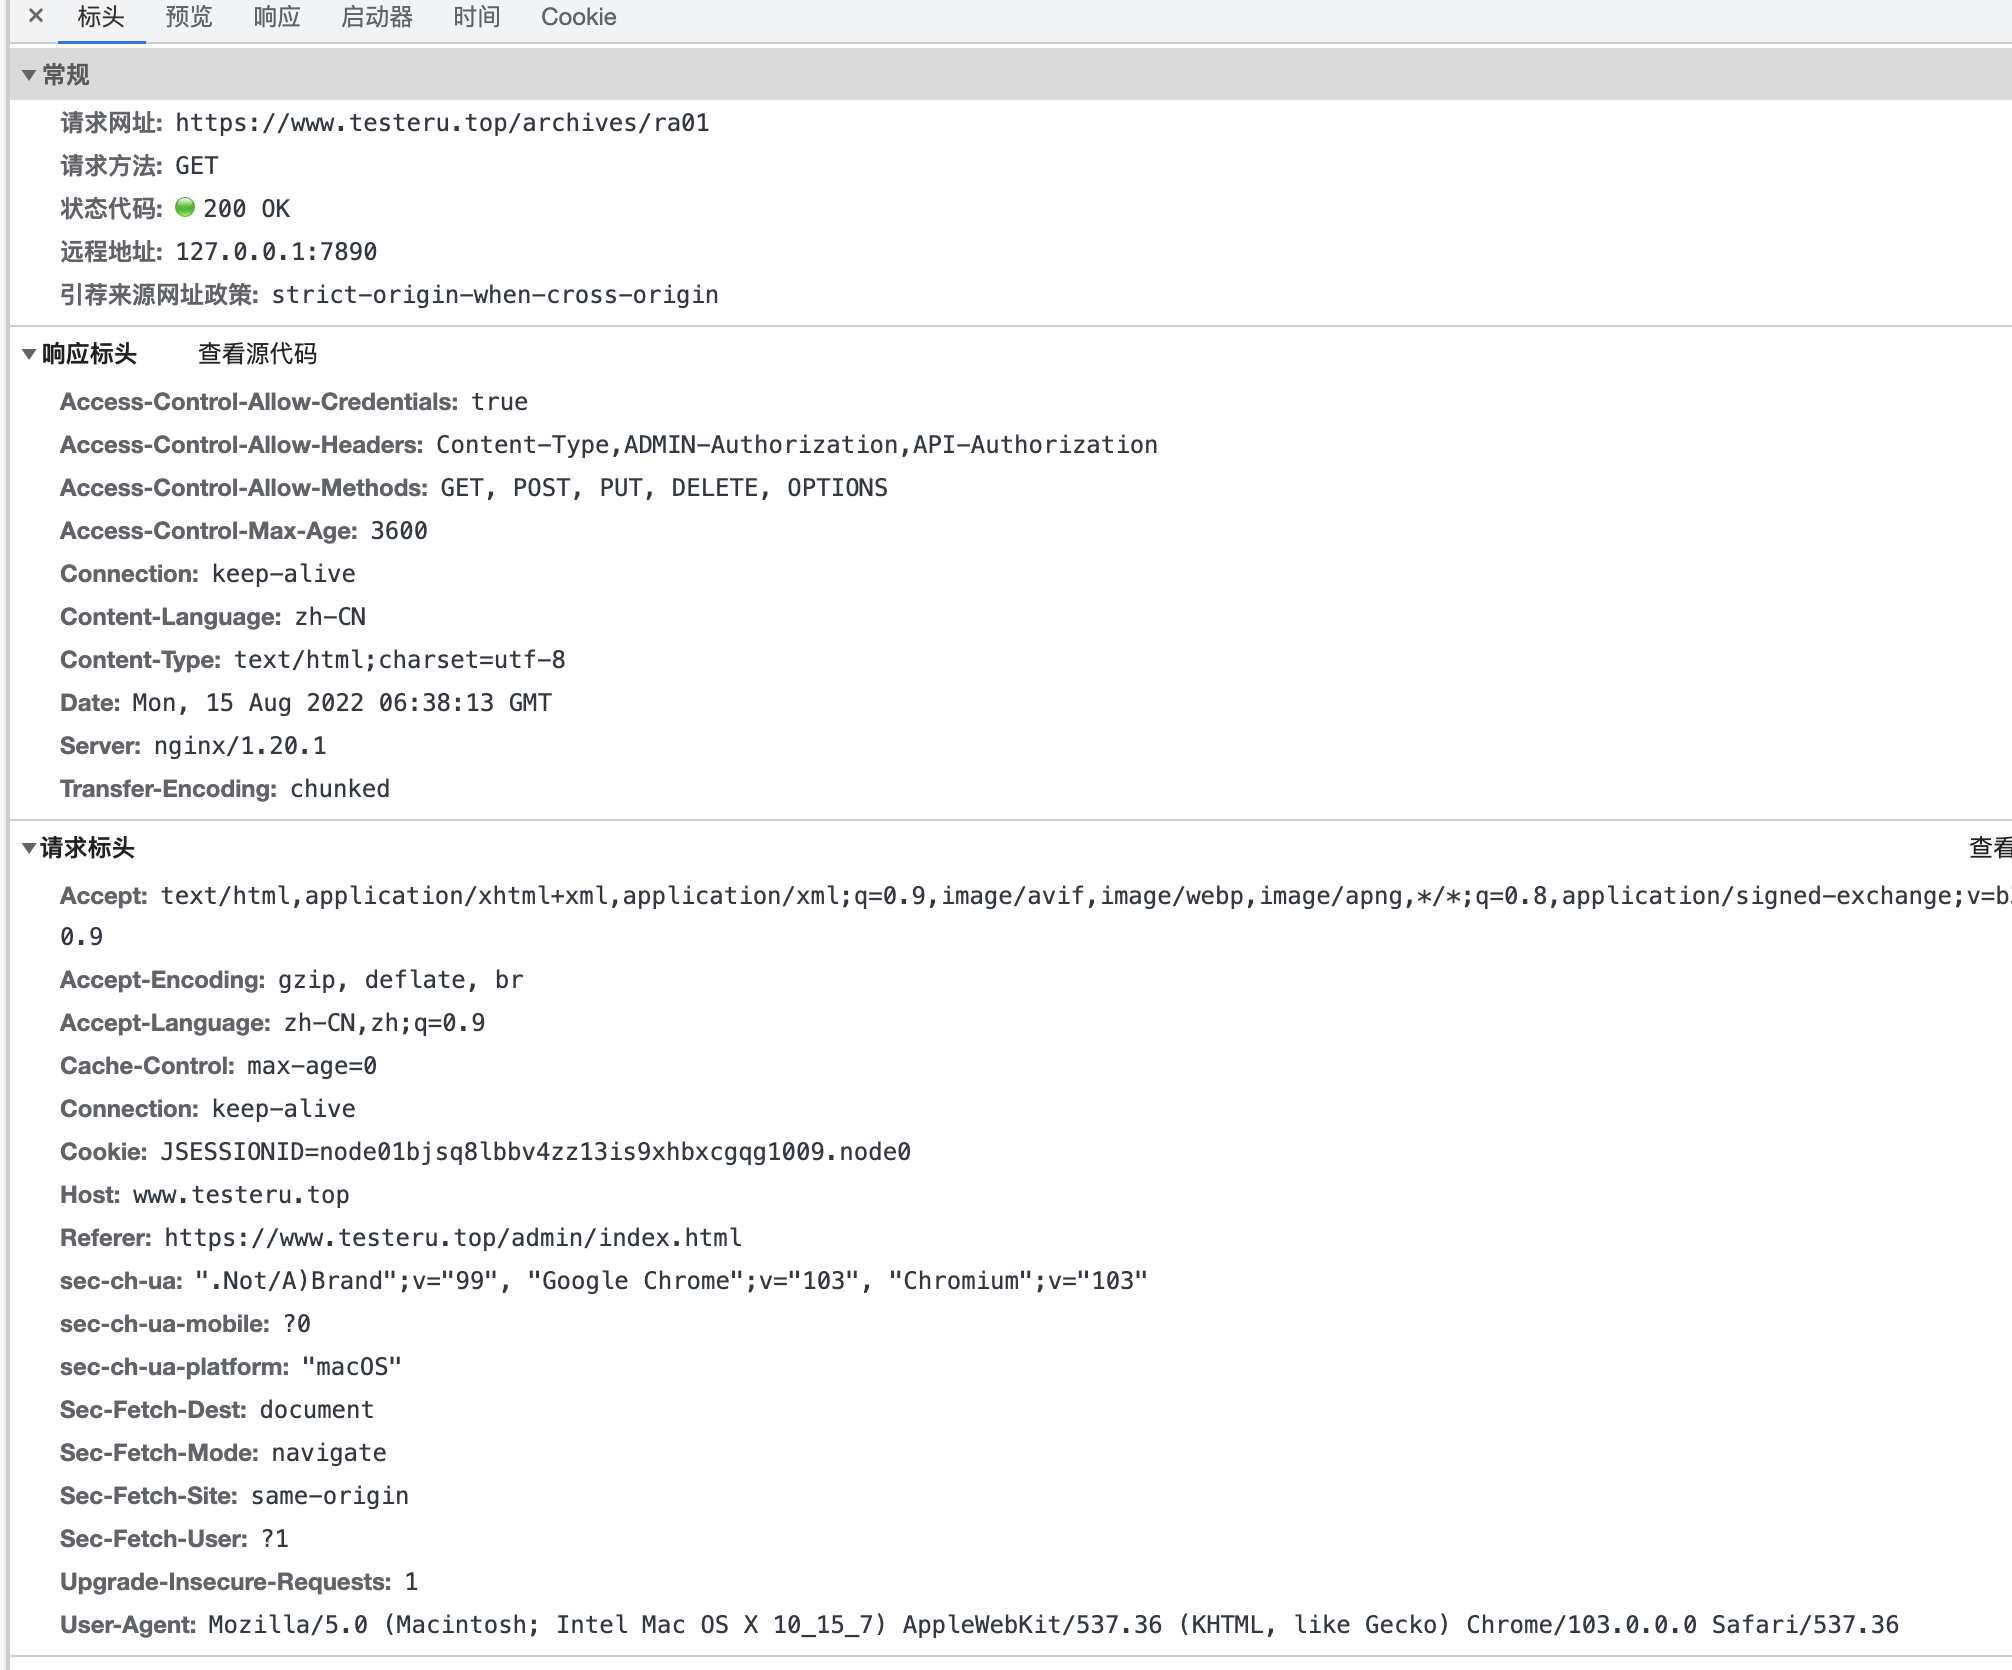 × 标头 预览 响应 启动器 时间 Cookie
▼常规
请求网址: https://www.testeru.top/archives/ra01
请求方法: GET
状态代码: 200 OK
远程地址: 127.0.0.1:7890
引荐来源网址政策: strict-origin-when-cross-origin
▼响应标头 查看源代码
Access-Control-Allow-Credentials: true
Access-Control-Allow-Headers: Content-Type,ADMIN-Authorization,API-Authorization
Access-Control-Allow-Methods: GET, POST, PUT, DELETE, OPTIONS
Access-Control-Max-Age: 3600
Connection: keep-alive
Content-Language: zh-CN
Content-Type: text/html;charset=utf-8
Date: Mon, 15 Aug 2022 06:38:13 GMT
Server: nginx/1.20.1
Transfer-Encoding: chunked
▼请求标头 查看
Accept: text/html,application/xhtml+xml,application/xml;q=0.9,image/avif,image/webp,image/apng,*/*;q=0.8,application/signed-exchange;v=b
0.9
Accept-Encoding: gzip, deflate, br
Accept-Language: zh-CN,zh;q=0.9
Cache-Control: max-age=0
Connection: keep-alive
Cookie: JSESSIONID=node01bjsq8lbbv4zz13is9xhbxcgqg1009.node0
Host: www.testeru.top
Referer: https://www.testeru.top/admin/index.html
sec-ch-ua: ".Not/A)Brand";v="99", "Google Chrome";v="103", "Chromium";v="103"
sec-ch-ua-mobile: ?0
sec-ch-ua-platform: "macOS"
Sec-Fetch-Dest: document
Sec-Fetch-Mode: navigate
Sec-Fetch-Site: same-origin
Sec-Fetch-User: ?1
Upgrade-Insecure-Requests: 1
User-Agent: Mozilla/5.0 (Macintosh; Intel Mac OS X 10_15_7) AppleWebKit/537.36 (KHTML, like Gecko) Chrome/103.0.0.0 Safari/537.36